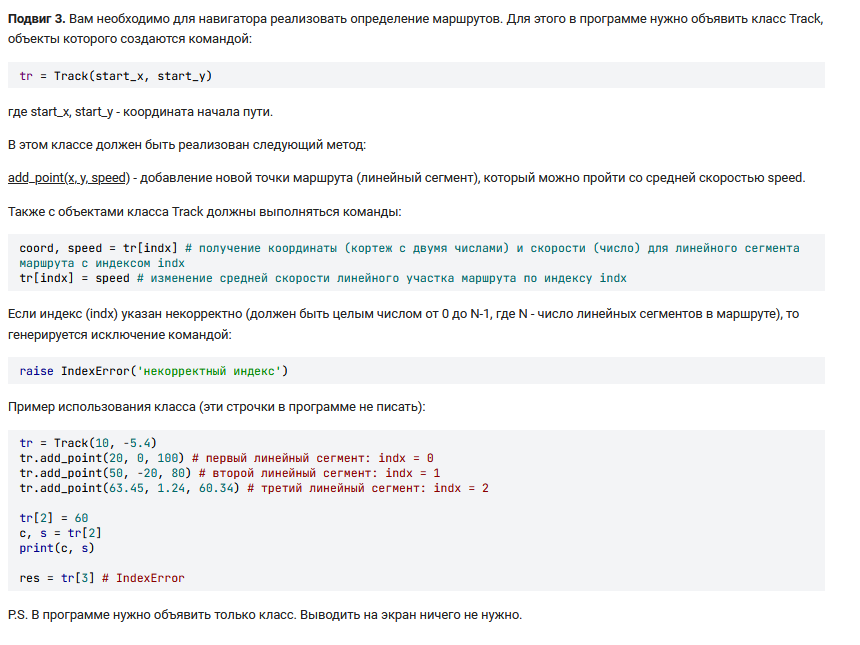 Подвиг 3. Вам необходимо для навигатора реализовать определение маршрутов. Для этого в программе нужно объявить класс Track,
объекты которого создаются командой:
tr = Track(start_x, start_y)
где start_x, start_y - координата начала пути.
В этом классе должен быть реализован следующий метод:
add_point(x, y, speed) - добавление новой точки маршрута (линейный сегмент), который можно пройти со средней скоростью speed.
Также с объектами класса Track должны выполняться команды:
coord, speed = tr[indx] # получение координаты (кортеж с двумя числами) и скорости (число) для линейного сегмента
маршрута с индексом indx
tr[indx] = speed # изменение средней скорости линейного участка маршрута по индексу indx
Если индекс (indx) указан некорректно (должен быть целым числом от 0 до N-1, где N - число линейных сегментов в маршруте), то
генерируется исключение командой:
raise IndexError('некорректный индекс')
Пример использования класса (эти строчки в программе не писать):
tr = Track(10, -5.4)
tr.add_point(20, 0, 100) # первый линейный сегмент: indx = 0
tr.add_point(50, -20, 80) # второй линейный сегмент: indx = 1
tr.add_point(63.45, 1.24, 60.34) # третий линейный сегмент: indx = 2
tr[2] = 60
c, s = tr[2]
print(c, s)
res = tr[3] # IndexError
P.S. В программе нужно объявить только класс. Выводить на экран ничего не нужно.